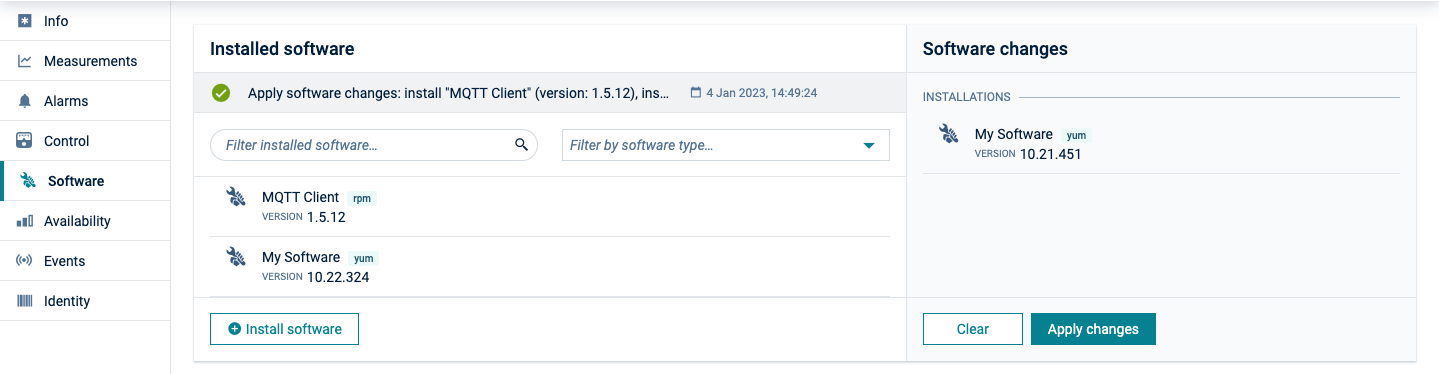 Info
Measurements
Alarms
Control
Software
Availability
Events
Identity
Installed software
Apply software changes: install "MQTT Client" (version: 1.5.12), ins... 4 Jan 2023, 14:49:24
Filter installed software... Filter by software type...
MQTT Client rpm
VERSION 1.5.12
My Software yum
VERSION 10.22.324
Install software
Software changes
INSTALLATIONS
My Software yum
VERSION 10.21.451
Clear Apply changes